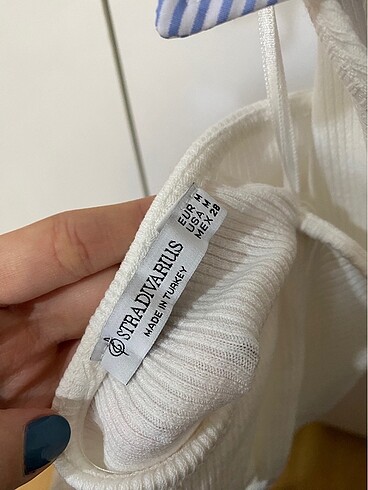 EUR M
USA M
MEX 28
STRADIVARIUS
MADE IN TURKEY